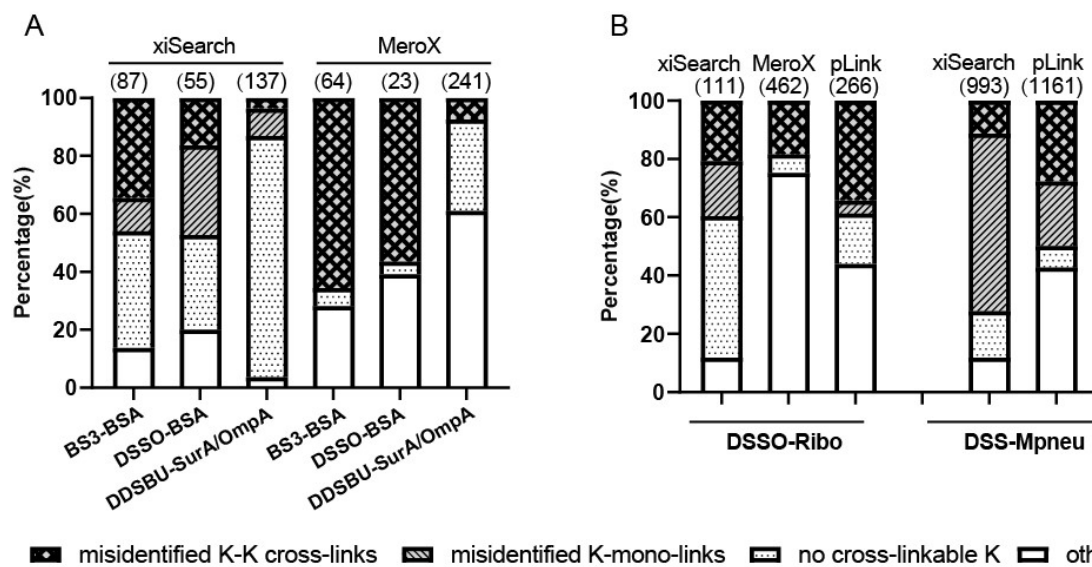 A
xiSearch MeroX
(87) (55) (137) (64) (23) (241)
100
80
60
40
20
0
Percentage(%)
BS3-BSA
DSSO-BSA
DDSBU-SurA/OmpA
BS3-BSA
DSSO-BSA
DDSBU-SurA/OmpA
B
xiSearch MeroX pLink xiSearch pLink
(111) (462) (266) (993) (1161)
100
80
60
40
20
0
Percentage(%)
DSSO-Ribo DSS-Mpneu
misidentified K-K cross-links misidentified K-mono-links no cross-linkable K